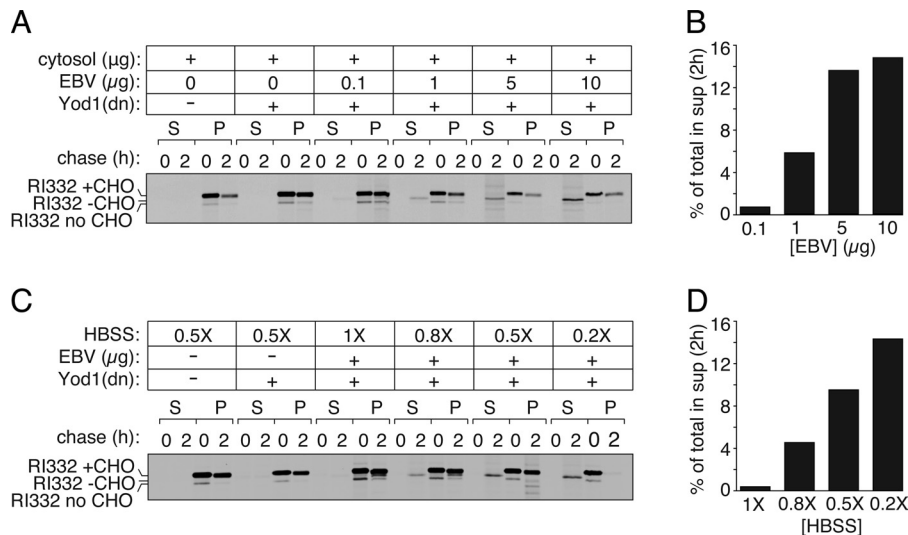 A
cytosol (µg): + + + + + +
EBV (µg): 0 0 0.1 1 5 10
Yod1(dn): - + + + + +
S P S P S P S P S P S P
chase (h): 0 2 0 2 0 2 0 2 0 2 0 2 0 2 0 2 0 2 0 2 0 2 0 2
RI332 +CHO
RI332 -CHO
RI332 no CHO
B
% of total in sup (2h)
16
12
8
4
0
0.1 1 5 10
[EBV] (µg)
C
HBSS: 0.5X 0.5X 1X 0.8X 0.5X 0.2X
EBV (µg): - - + + + +
Yod1(dn): - + + + + +
S P S P S P S P S P S P
chase (h): 0 2 0 2 0 2 0 2 0 2 0 2 0 2 0 2 0 2 0 2 0 2 0 2
RI332 +CHO
RI332 -CHO
RI332 no CHO
D
% of total in sup (2h)
16
12
8
4
0
1X 0.8X 0.5X 0.2X
[HBSS]